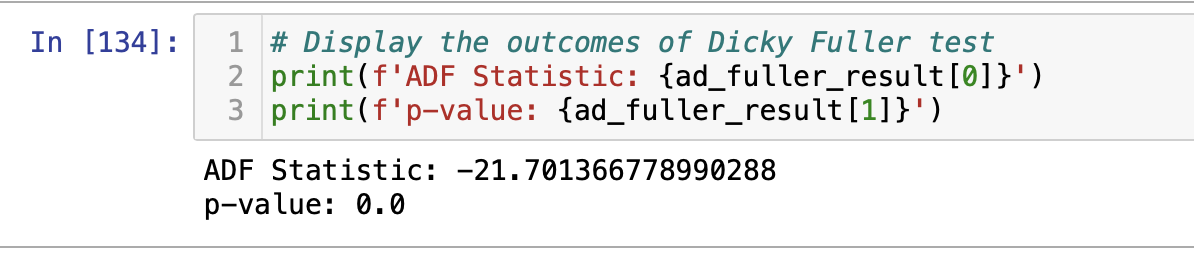 In [134]:
1 # Display the outcomes of Dicky Fuller test
2 print(f'ADF Statistic: {ad_fuller_result[0]}')
3 print(f'p-value: {ad_fuller_result[1]}')
ADF Statistic: -21.701366778990288
p-value: 0.0